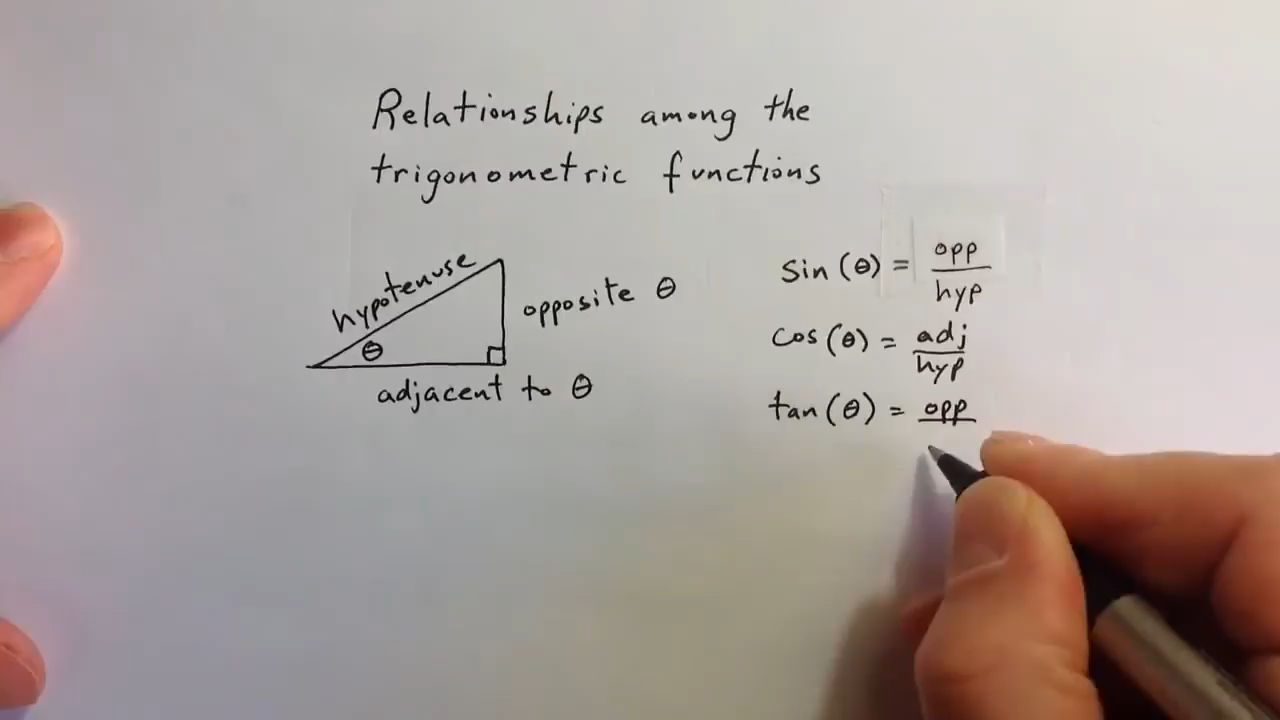 Relationships among the
trigonometric functions
hypotenuse
θ
opposite θ
adjacent to θ
sin(θ) = opp
hyp
cos(θ) = adj
hyp
tan(θ) = opp